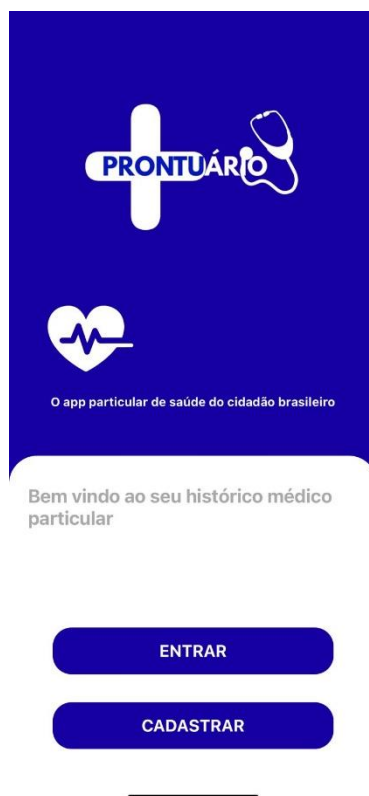 PRONTUÁRIO
O app particular de saúde do cidadão brasileiro
Bem vindo ao seu histórico médico
particular
ENTRAR
CADASTRAR